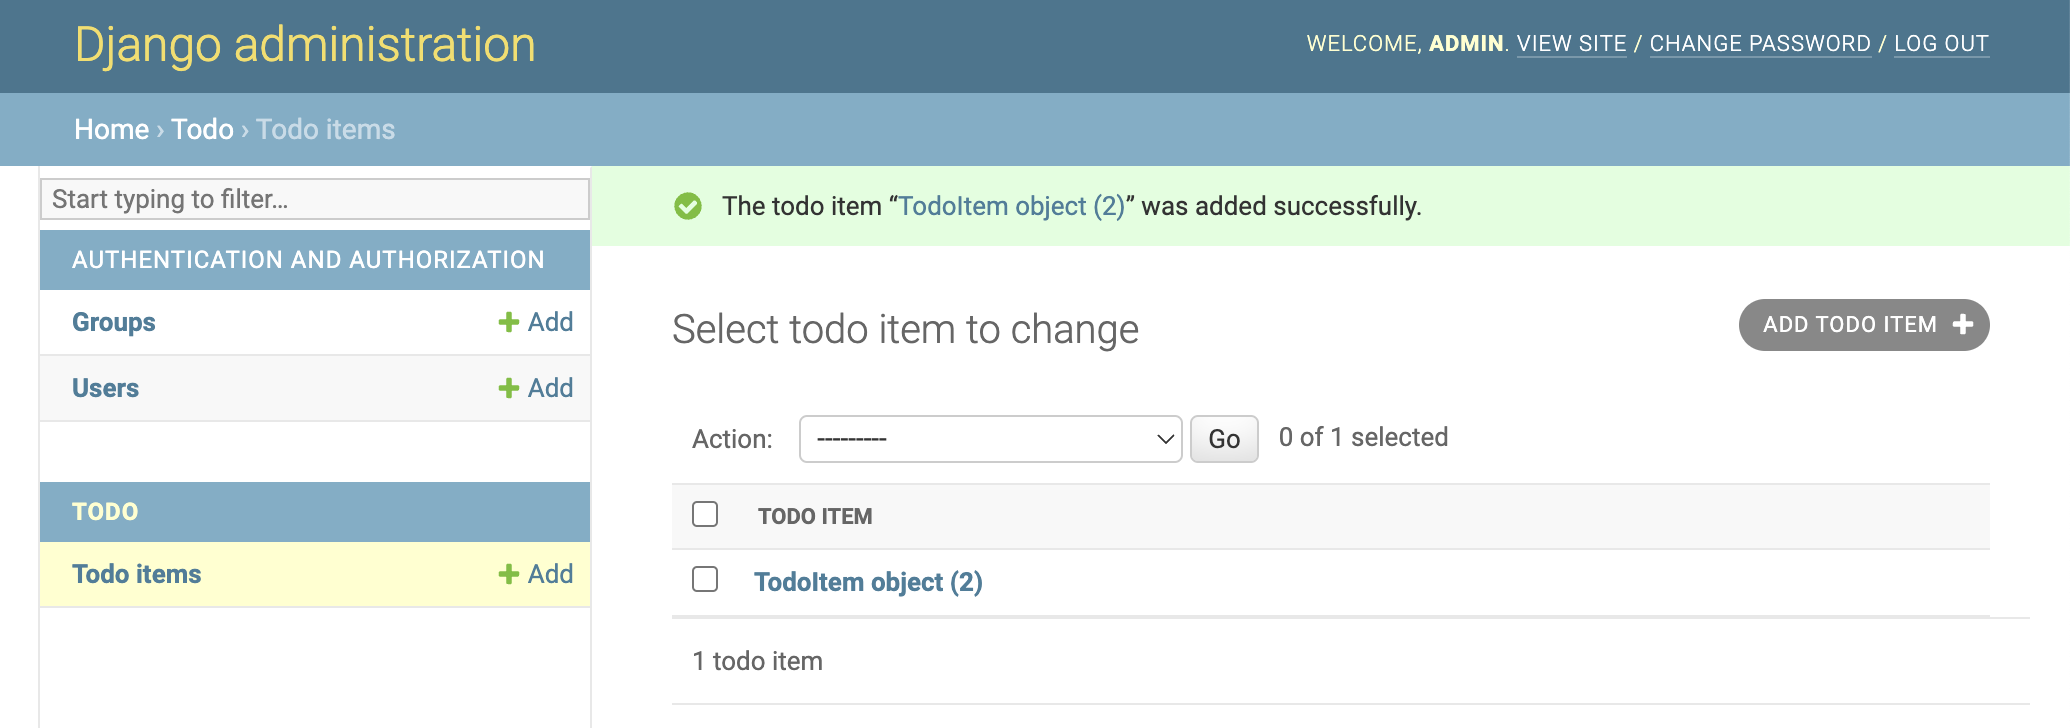 Django administration
WELCOME, ADMIN. VIEW SITE / CHANGE PASSWORD / LOG OUT
Home › Todo › Todo items
Start typing to filter…
AUTHENTICATION AND AUTHORIZATION
Groups + Add
Users + Add
TODO
Todo items + Add
The todo item “TodoItem object (2)” was added successfully.
Select todo item to change
ADD TODO ITEM +
Action: --------- Go 0 of 1 selected
TODO ITEM
TodoItem object (2)
1 todo item